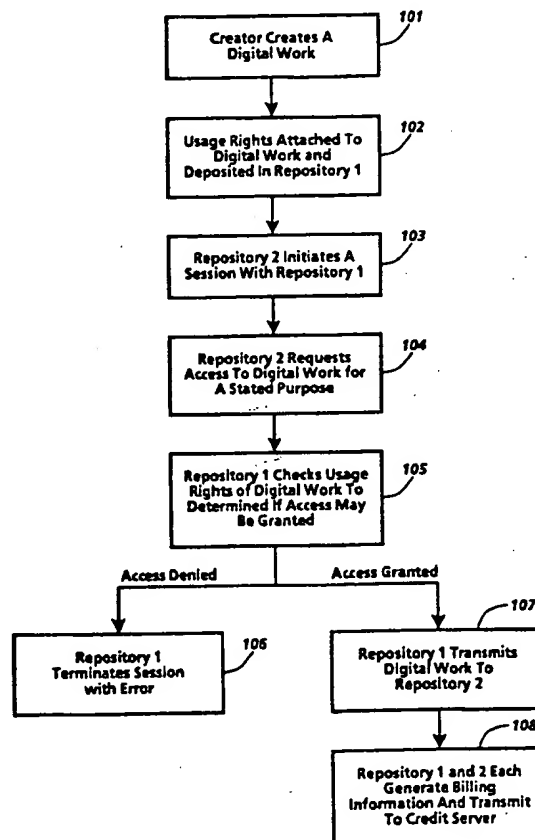 101
Creator Creates A
Digital Work
102
Usage Rights Attached To
Digital Work and
Deposited In Repository 1
103
Repository 2 Initiates A
Session With Repository 1
104
Repository 2 Requests
Access To Digital Work for
A Stated Purpose
105
Repository 1 Checks Usage
Rights of Digital Work To
Determined If Access May
Be Granted
Access Denied
Access Granted
106
Repository 1
Terminates Session
with Error
107
Repository 1 Transmits
Digital Work To
Repository 2
108
Repository 1 and 2 Each
Generate Billing
Information And Transmit
To Credit Server